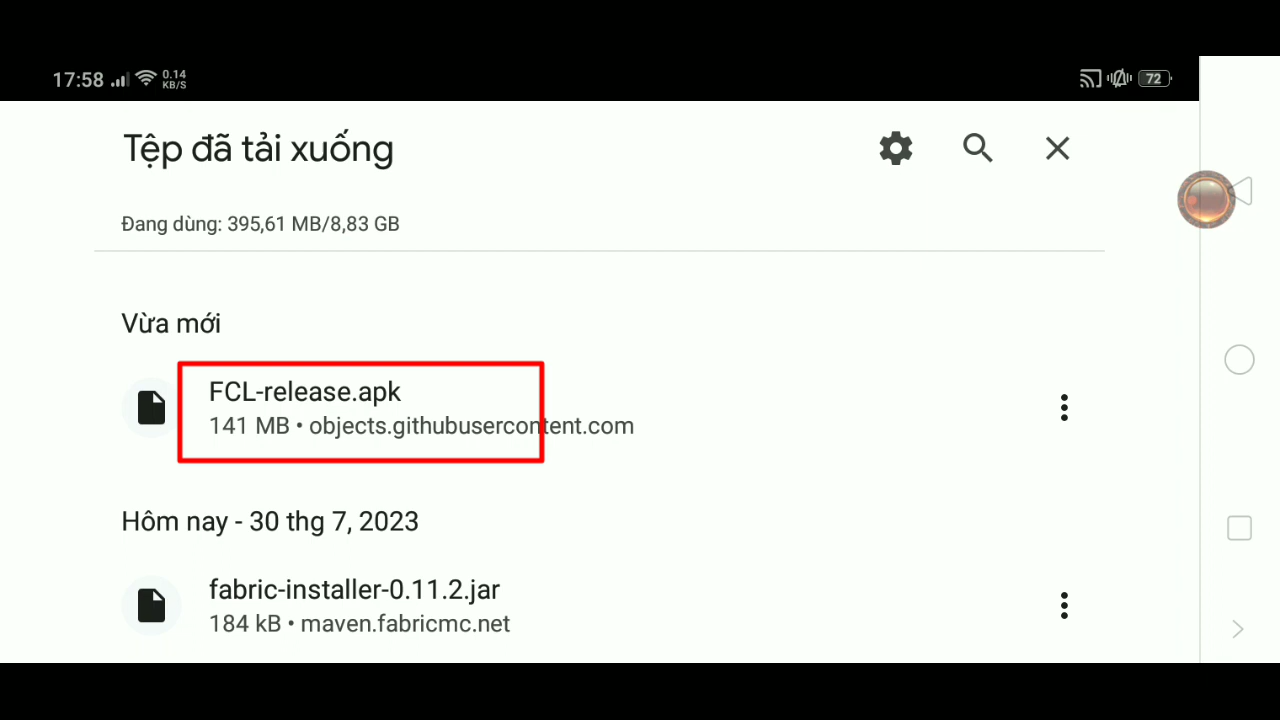 17:58 0.14 KB/S 72
Tệp đã tải xuống
Đang dùng: 395,61 MB/8,83 GB
Vừa mới
FCL-release.apk
141 MB • objects.githubusercontent.com
Hôm nay - 30 thg 7, 2023
fabric-installer-0.11.2.jar
184 kB • maven.fabricmc.net